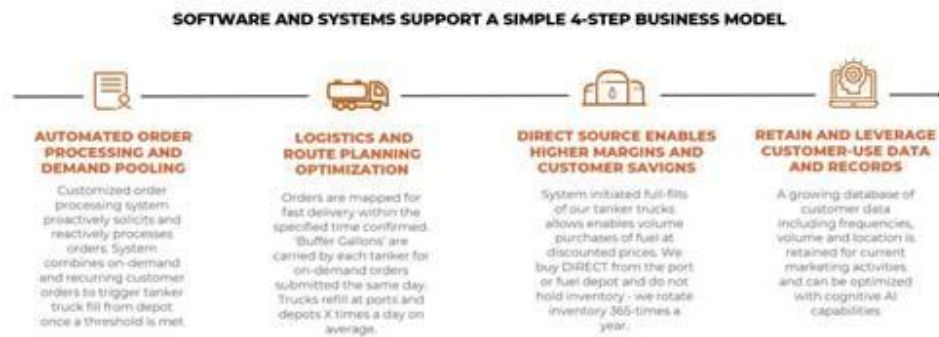 SOFTWARE AND SYSTEMS SUPPORT A SIMPLE 4-STEP BUSINESS MODEL
AUTOMATED ORDER
PROCESSING AND
DEMAND POOLING
Customized order
processing system
proactively solicits and
reactively processes
orders. System
combines on-demand
and recurring customer
orders to trigger tanker
truck fill from depot
once a threshold is met.
LOGISTICS AND
ROUTE PLANNING
OPTIMIZATION
Orders are mapped for
fast delivery within the
specified time confirmed.
'Buffer Gallons' are
carried by each tanker for
on-demand orders
submitted the same day.
Trucks refill at ports and
depots X times a day on
average.
DIRECT SOURCE ENABLES
HIGHER MARGINS AND
CUSTOMER SAVIGNS
System initiated full-fills
of our tanker trucks
allows enables volume
purchases of fuel at
discounted prices. We
buy DIRECT from the port
or fuel depot and do not
hold inventory - we rotate
inventory 365-times a
year.
RETAIN AND LEVERAGE
CUSTOMER-USE DATA
AND RECORDS
A growing database of
customer data
including frequencies,
volume and location is
retained for current
marketing activities
and can be optimized
with cognitive AI
capabilities